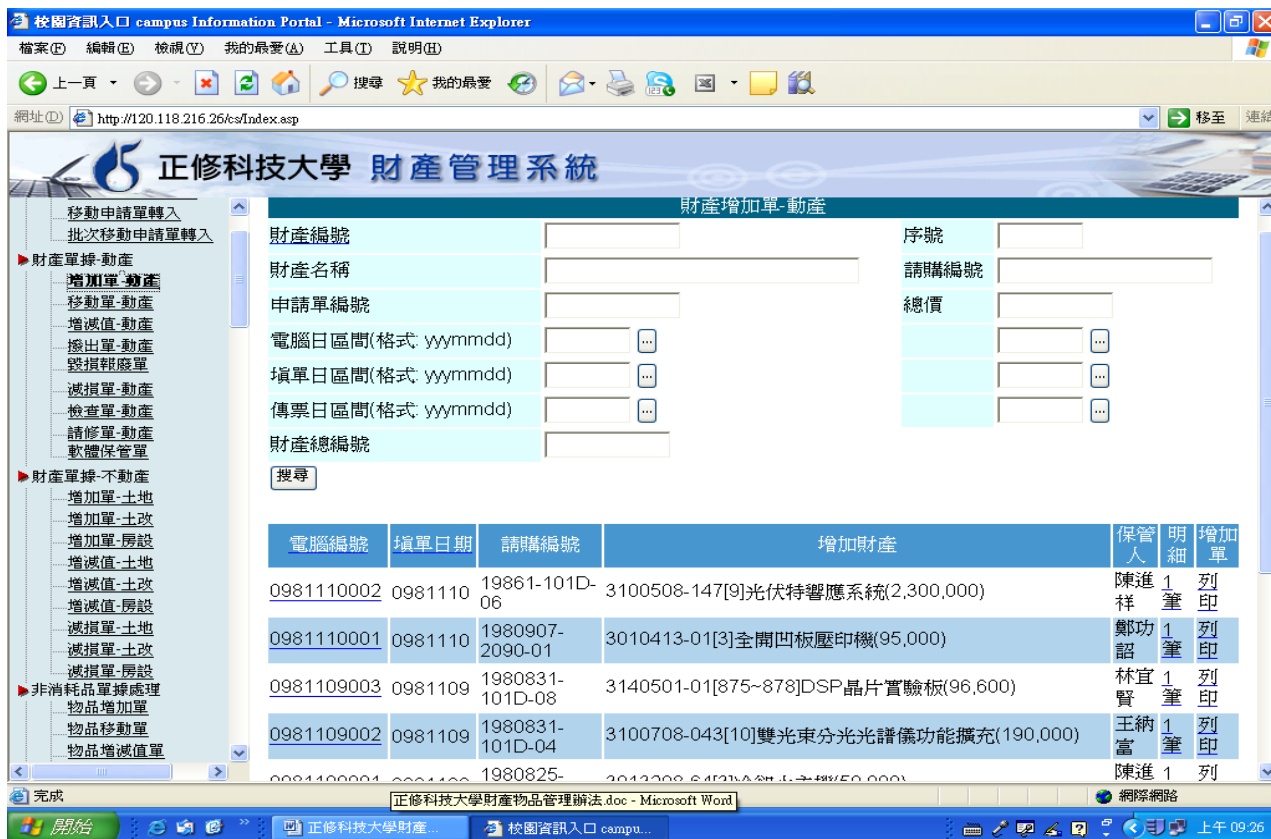 校園資訊入口 campus Information Portal - Microsoft Internet Explorer
檔案(F) 編輯(E) 檢視(V) 我的最愛(A) 工具(T) 說明(H)
上一頁 搜尋 我的最愛
網址(D) http://120.118.216.26/cs/Index.asp 移至 連結
正修科技大學 財產管理系統
移動申請單轉入
批次移動申請單轉入
財產單據-動產
增加單-動產
移動單-動產
增減值-動產
撥出單-動產
毀損報廢單
減損單-動產
檢查單-動產
請修單-動產
軟體保管單
財產單據-不動產
增加單-土地
增加單-土改
增加單-房設
增減值-土地
增減值-土改
增減值-房設
減損單-土地
減損單-土改
減損單-房設
非消耗品單據處理
物品增加單
物品移動單
物品增減值單
財產增加單-動產
財產編號 序號
財產名稱 請購編號
申請單編號 總價
電腦日區間(格式: yyymmdd) ... ...
填單日區間(格式: yyymmdd) ... ...
傳票日區間(格式: yyymmdd) ... ...
財產總編號
搜尋
電腦編號 填單日期 請購編號 增加財產 保管人 明細 增加單
0981110002 0981110 19861-101D-06 3100508-147[9]光伏特響應系統(2,300,000) 陳進祥 1筆 列印
0981110001 0981110 1980907-2090-01 3010413-01[3]全開凹板壓印機(95,000) 鄭功詔 1筆 列印
0981109003 0981109 1980831-101D-08 3140501-01[875~878]DSP晶片實驗板(96,600) 林宜賢 1筆 列印
0981109002 0981109 1980831-101D-04 3100708-043[10]雙光束分光光譜儀功能擴充(190,000) 王納富 1筆 列印
1980825- 陳進 1 列
完成 正修科技大學財產物品管理辦法.doc - Microsoft Word 網際網路
開始 正修科技大學財產... 校園資訊入口 campu... 上午 09:26